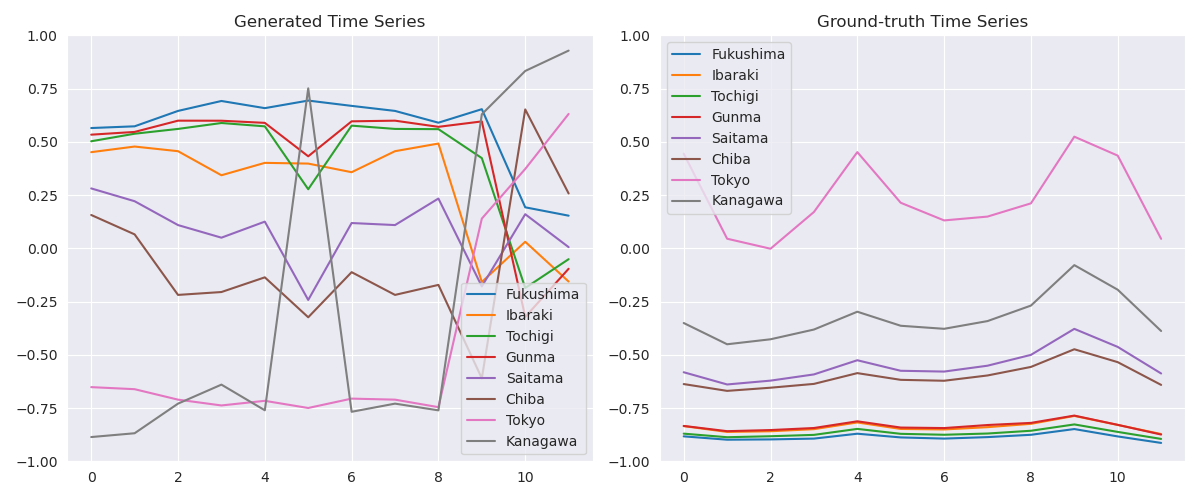 Generated Time Series
1.00
0.75
0.50
0.25
0.00
−0.25
−0.50
−0.75
−1.00
0 2 4 6 8 10
Fukushima
Ibaraki
Tochigi
Gunma
Saitama
Chiba
Tokyo
Kanagawa
Ground-truth Time Series
1.00
0.75
0.50
0.25
0.00
−0.25
−0.50
−0.75
−1.00
0 2 4 6 8 10
Fukushima
Ibaraki
Tochigi
Gunma
Saitama
Chiba
Tokyo
Kanagawa